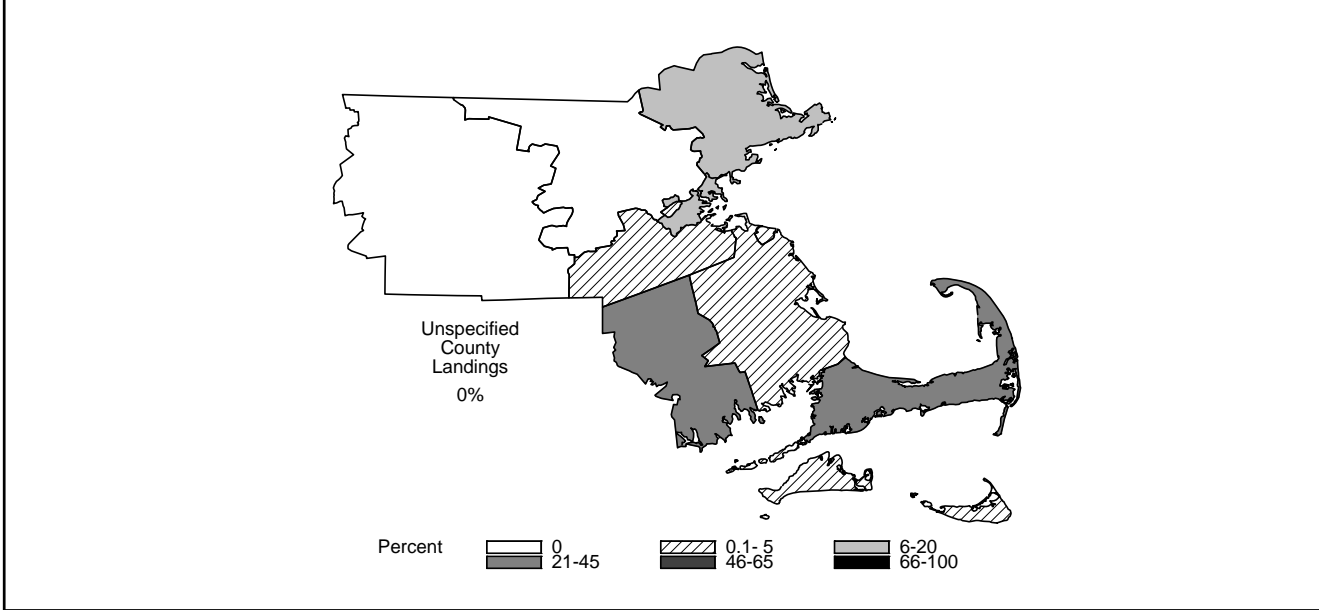 Unspecified
County
Landings
0%
Percent 0 0.1- 5 6-20
21-45 46-65 66-100